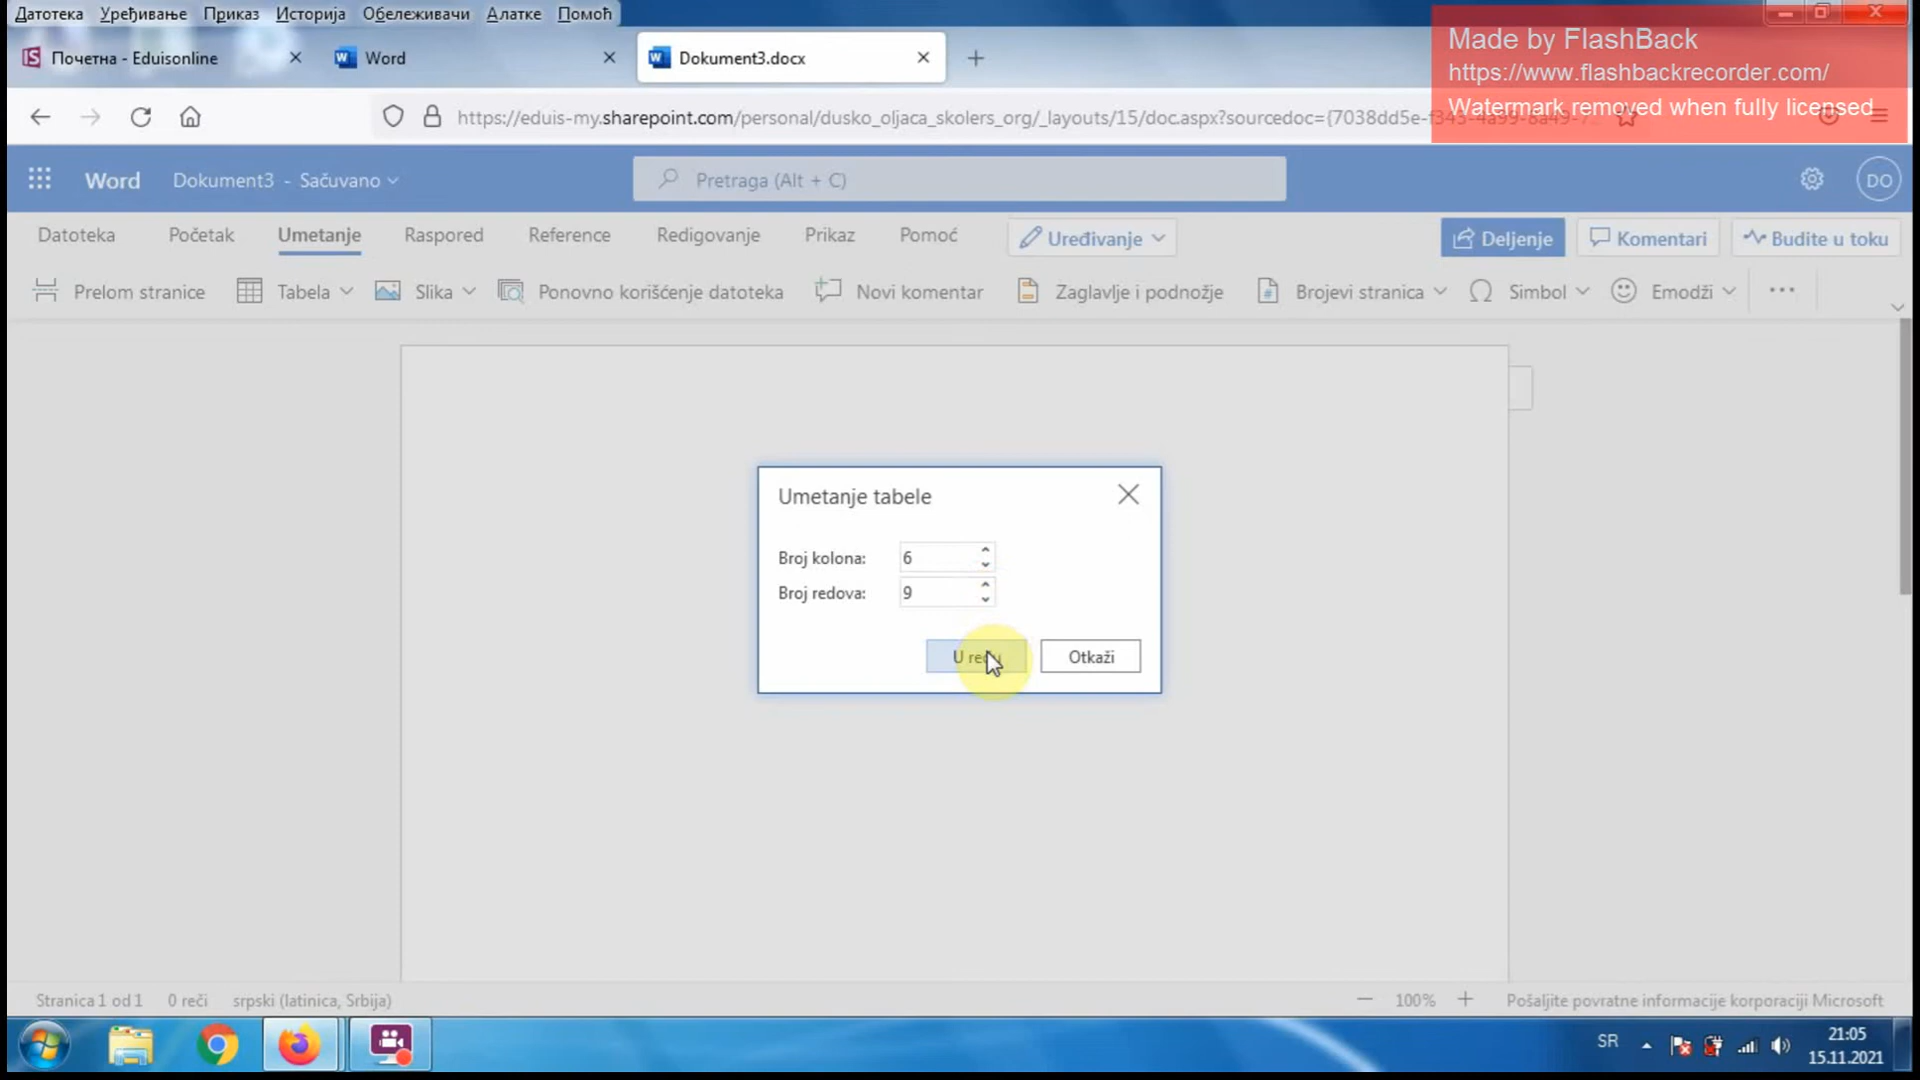 Датотека Уређивање Приказ Историја Обележивачи Алатке Помоћ
Made by FlashBack
https://www.flashbackrecorder.com/
Watermark removed when fully licensed
Почетна - Eduisonline
Word
Dokument3.docx
https://eduis-my.sharepoint.com/personal/dusko_oljaca_skolers_org/_layouts/15/doc.aspx?sourcedoc={7038dd5e-f343-4a99-8a49-7
Word Dokument3 - Sačuvano
Pretraga (Alt + C)
DO
Datoteka Početak Umetanje Raspored Reference Redigovanje Prikaz Pomoć Uređivanje Deljenje Komentari Budite u toku
Prelom stranice Tabela Slika Ponovno korišćenje datoteka Novi komentar Zaglavlje i podnožje Brojevi stranica Simbol Emodži ...
Umetanje tabele
Broj kolona: 6
Broj redova: 9
U redu Otkaži
Stranica 1 od 1 0 reči srpski (latinica, Srbija) 100% Pošaljite povratne informacije korporaciji Microsoft
SR
21:05
15.11.2021